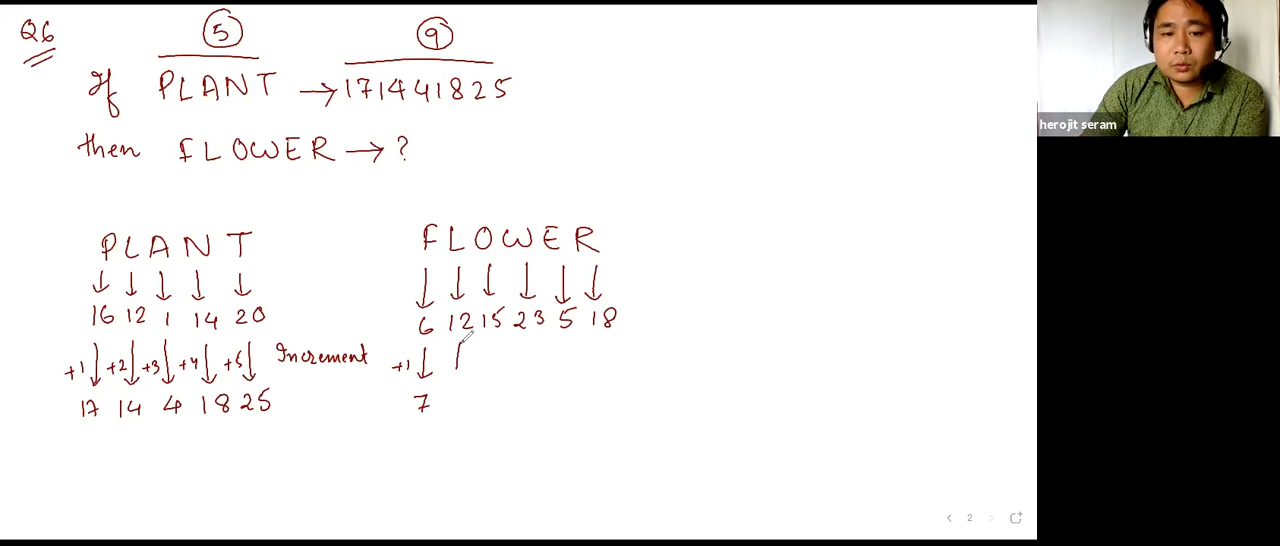 Q6 5 9
If PLANT → 171441825
then FLOWER → ?
PLANT FLOWER
16 12 1 14 20 6 12 15 23 5 18
+1 +2 +3 +4 +5 Increment +1
17 14 4 18 25 7
herojit seram
2